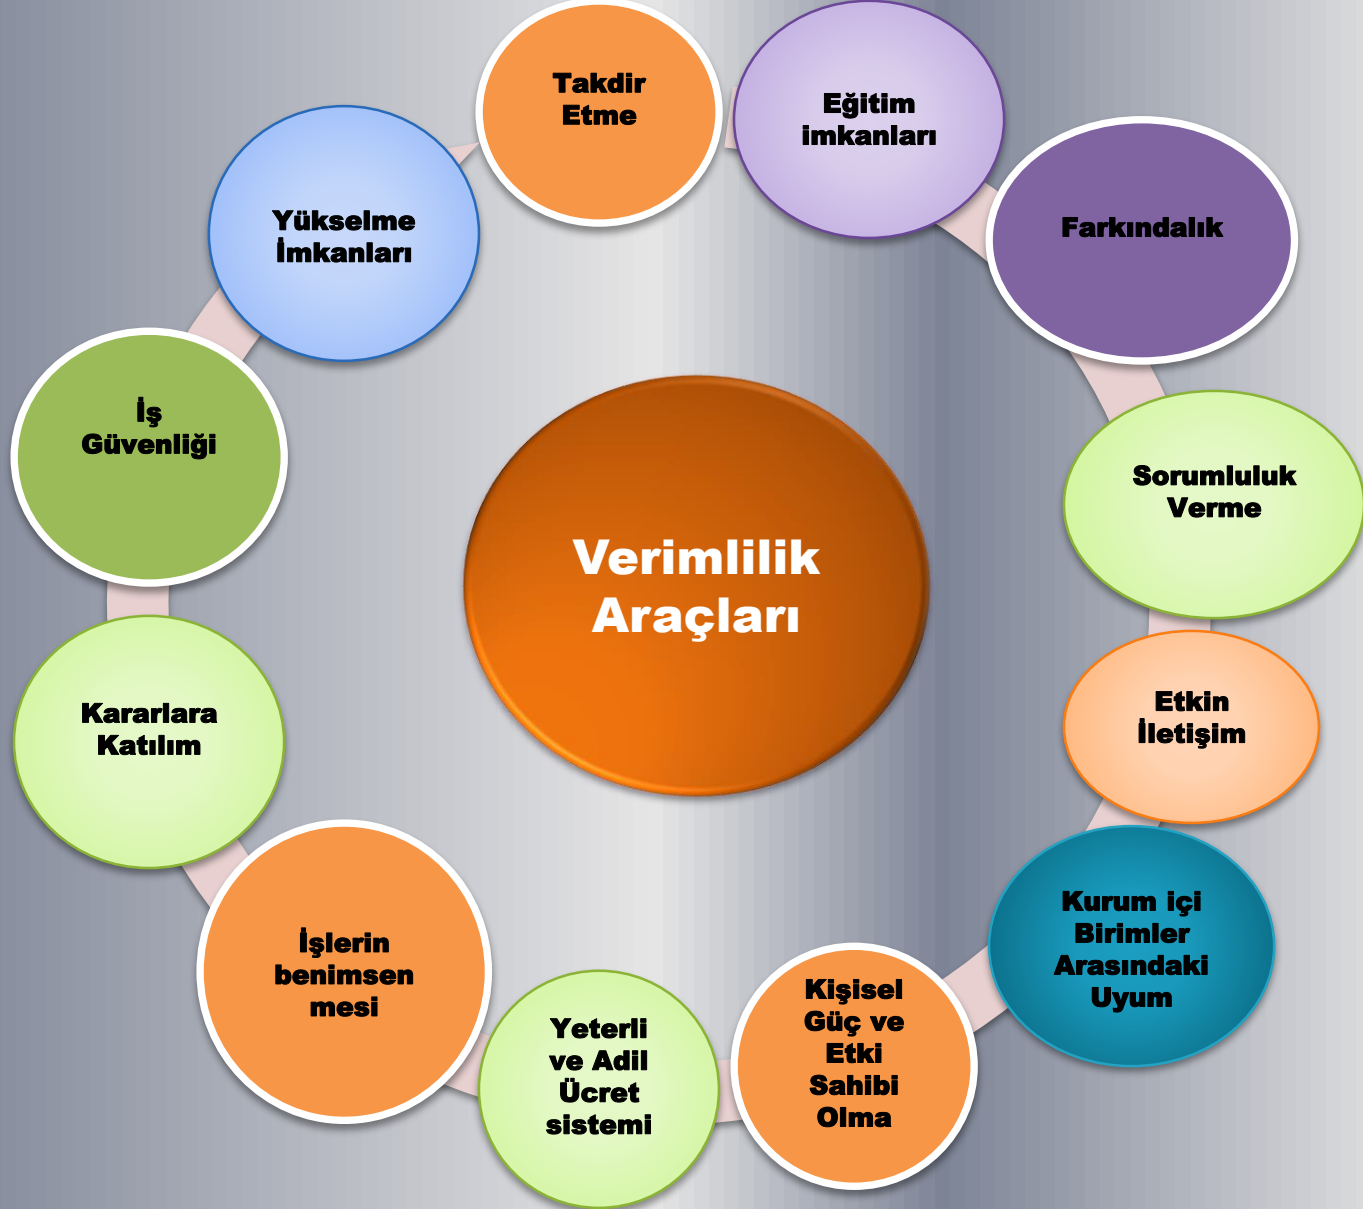 Takdir
Etme
Eğitim
imkanları
Farkındalık
Sorumluluk
Verme
Etkin
İletişim
Kurum içi
Birimler
Arasındaki
Uyum
Kişisel
Güç ve
Etki
Sahibi
Olma
Yeterli
ve Adil
Ücret
sistemi
İşlerin
benimsen
mesi
Kararlara
Katılım
İş
Güvenliği
Yükselme
İmkanları
Verimlilik
Araçları